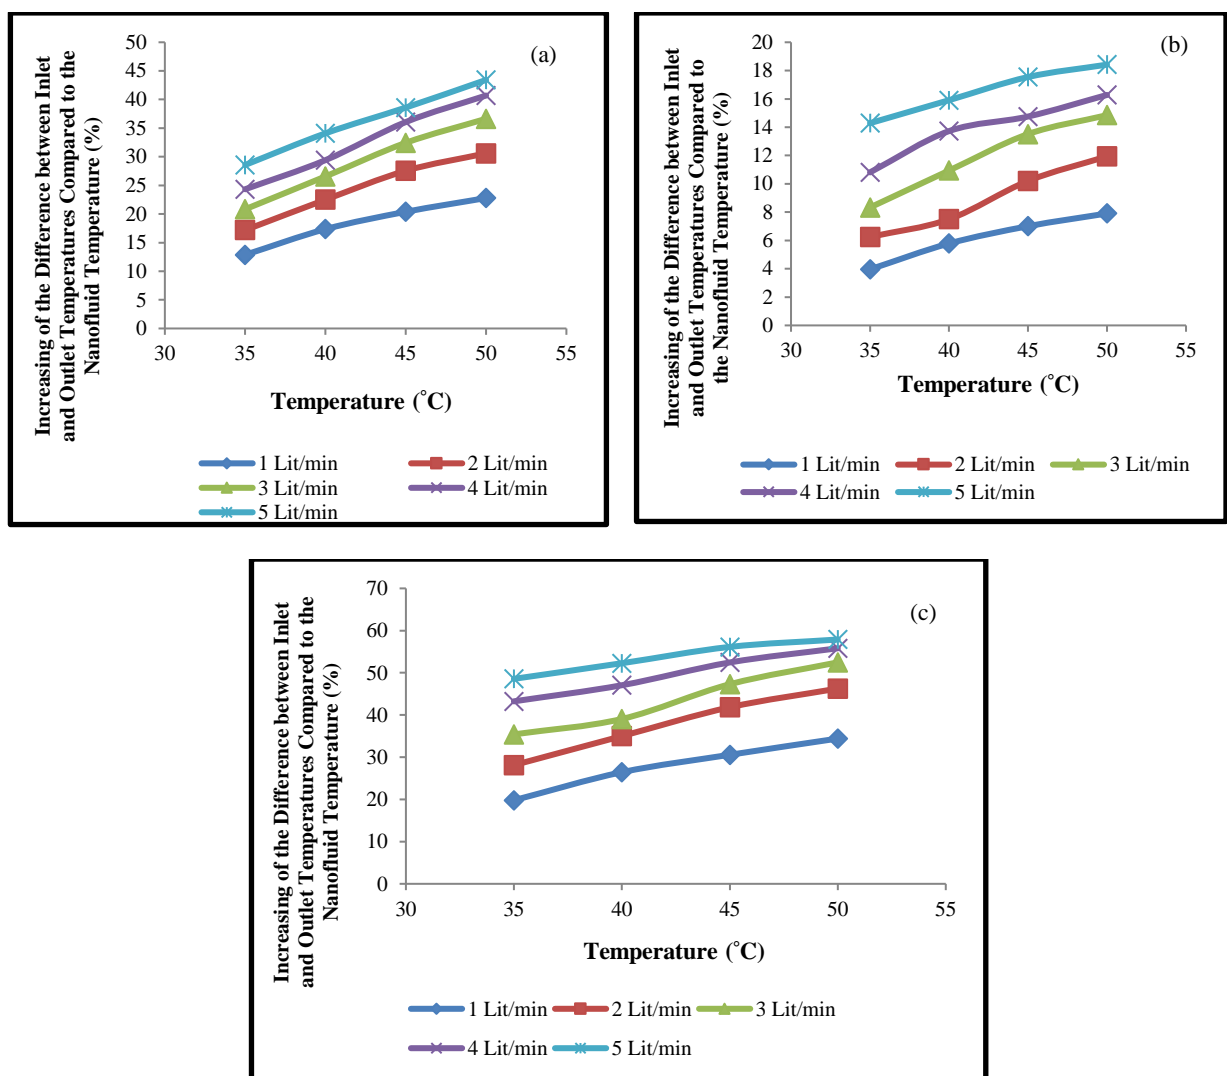 (a)
Increasing of the Difference between Inlet
and Outlet Temperatures Compared to the
Nanofluid Temperature (%)
50
45
40
35
30
25
20
15
10
5
0
30 35 40 45 50 55
Temperature (˚C)
1 Lit/min 2 Lit/min
3 Lit/min 4 Lit/min
5 Lit/min
(b)
Increasing of the Difference between Inlet
and Outlet Temperatures Compared to
the Nanofluid Temperature (%)
20
18
16
14
12
10
8
6
4
2
0
30 35 40 45 50 55
Temperature (˚C)
1 Lit/min 2 Lit/min 3 Lit/min
4 Lit/min 5 Lit/min
(c)
Increasing of the Difference between Inlet
and Outlet Temperatures Compared to the
Nanofluid Temperature (%)
70
60
50
40
30
20
10
0
30 35 40 45 50 55
Temperature (˚C)
1 Lit/min 2 Lit/min 3 Lit/min
4 Lit/min 5 Lit/min